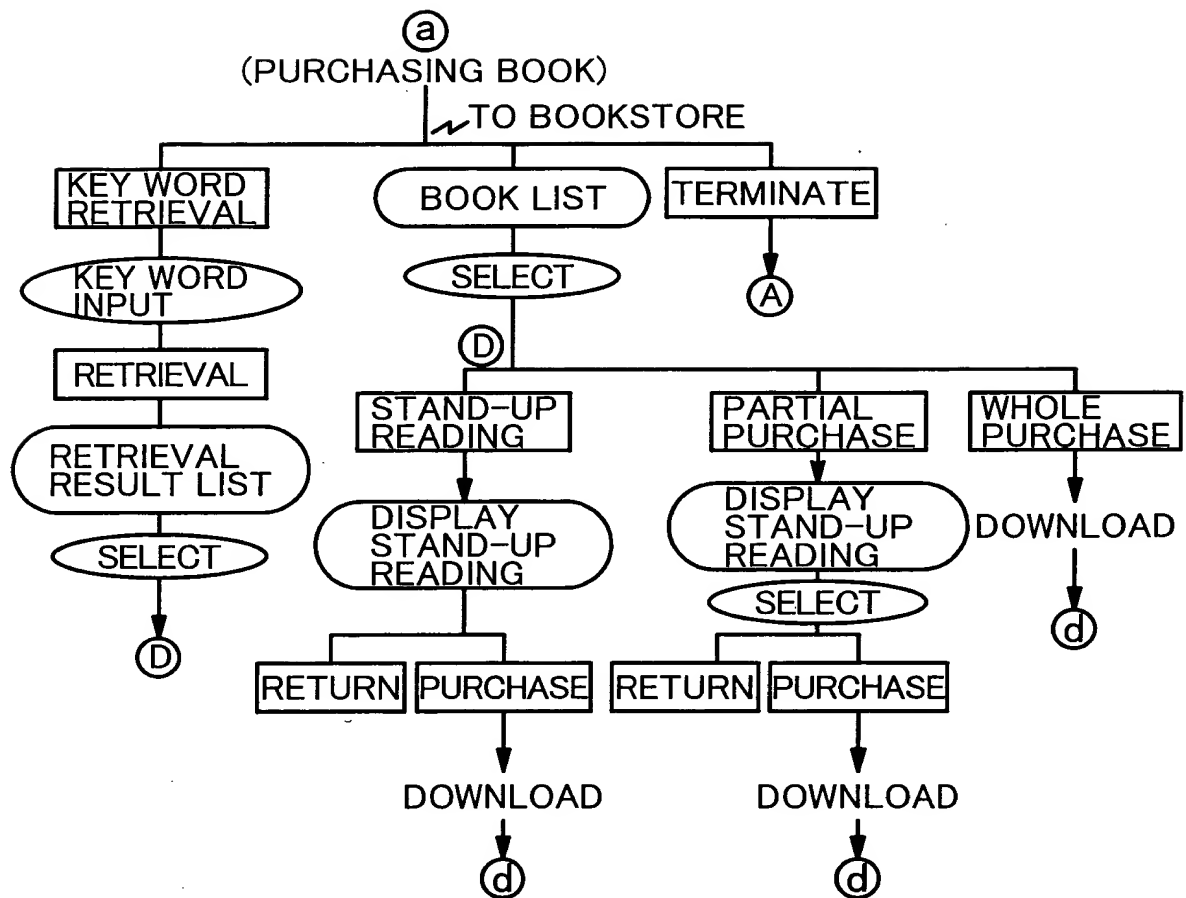 a
(PURCHASING BOOK)
TO BOOKSTORE
KEY WORD
RETRIEVAL
BOOK LIST
TERMINATE
KEY WORD
INPUT
SELECT
A
RETRIEVAL
D
STAND-UP
READING
PARTIAL
PURCHASE
WHOLE
PURCHASE
RETRIEVAL
RESULT LIST
DISPLAY
STAND-UP
READING
DISPLAY
STAND-UP
READING
DOWNLOAD
SELECT
SELECT
d
D
RETURN
PURCHASE
RETURN
PURCHASE
DOWNLOAD
DOWNLOAD
d
d